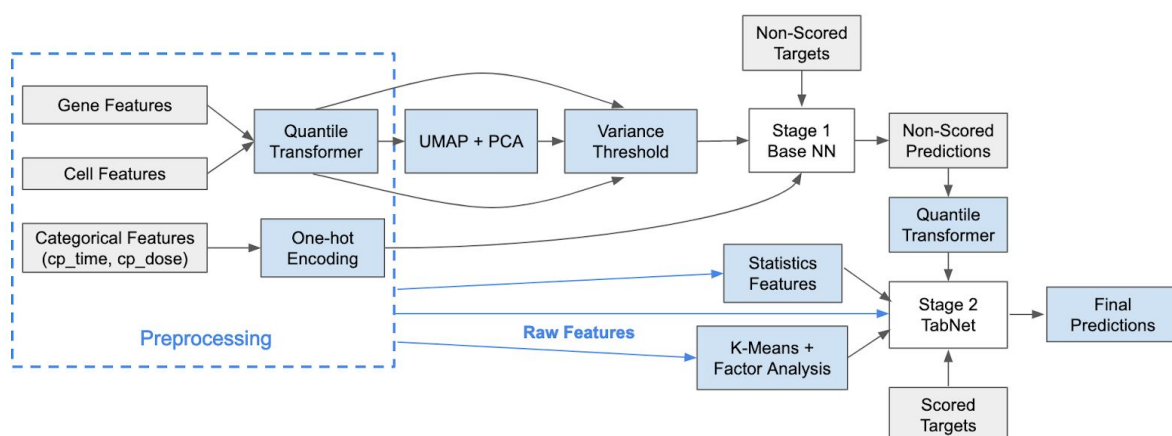 Non-Scored
Targets
Gene Features
Cell Features
Quantile
Transformer
UMAP + PCA
Variance
Threshold
Stage 1
Base NN
Non-Scored
Predictions
Categorical Features
(cp_time, cp_dose)
One-hot
Encoding
Quantile
Transformer
Statistics
Features
Preprocessing
Raw Features
K-Means +
Factor Analysis
Stage 2
TabNet
Final
Predictions
Scored
Targets